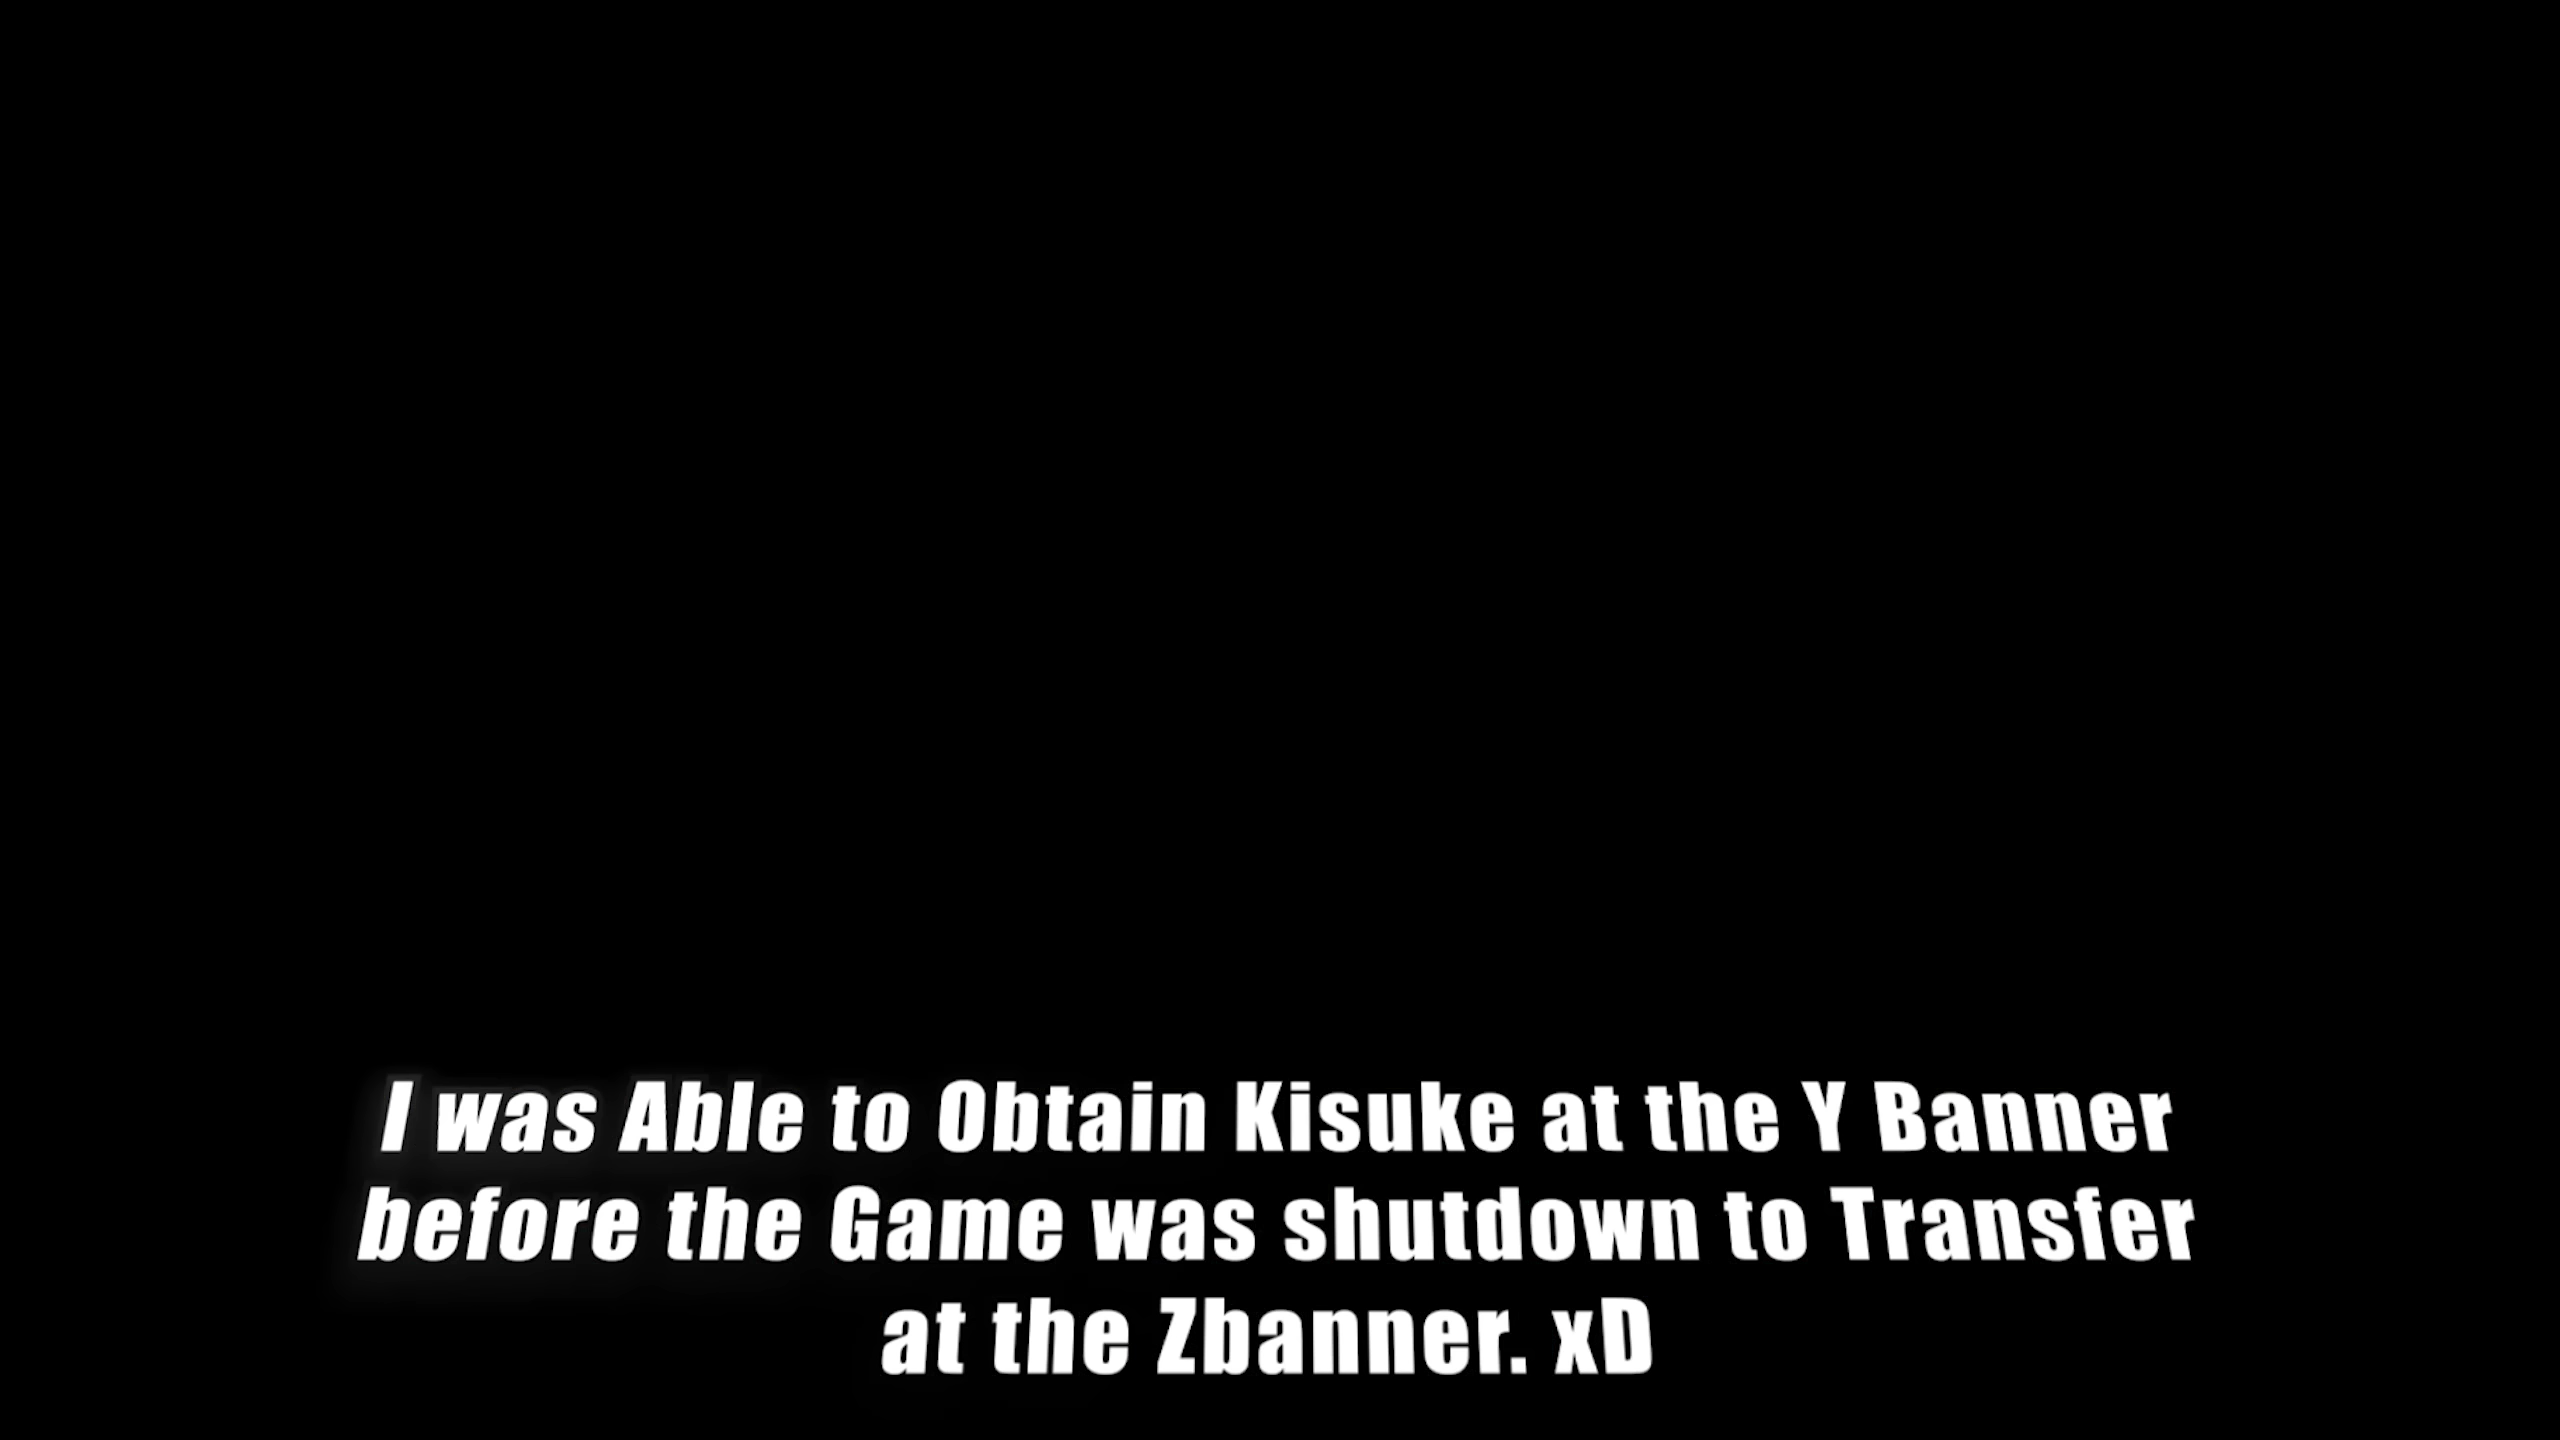 I was Able to Obtain Kisuke at the Y Banner
before the Game was shutdown to Transfer
at the Zbanner. xD